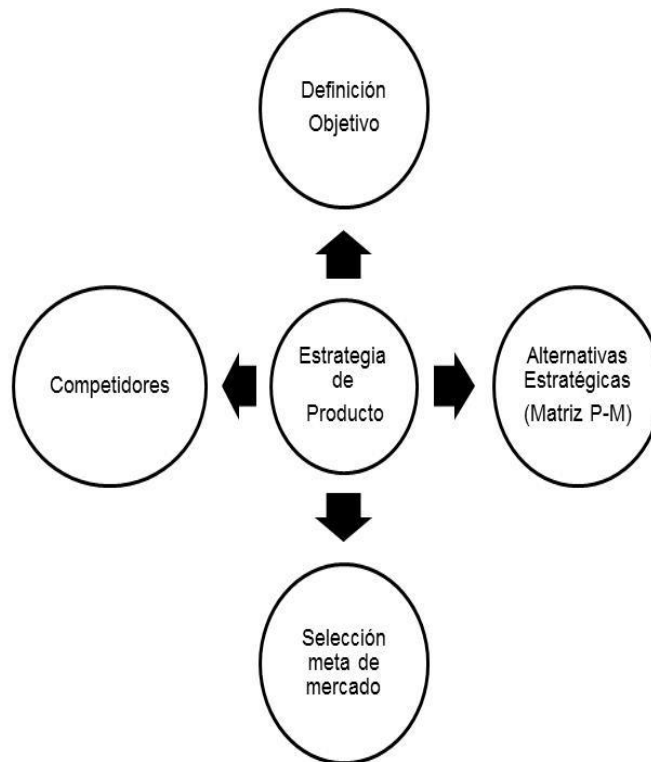 Definición
Objetivo
Competidores
Estrategia
de
Producto
Alternativas
Estratégicas
(Matriz P-M)
Selección
meta de
mercado